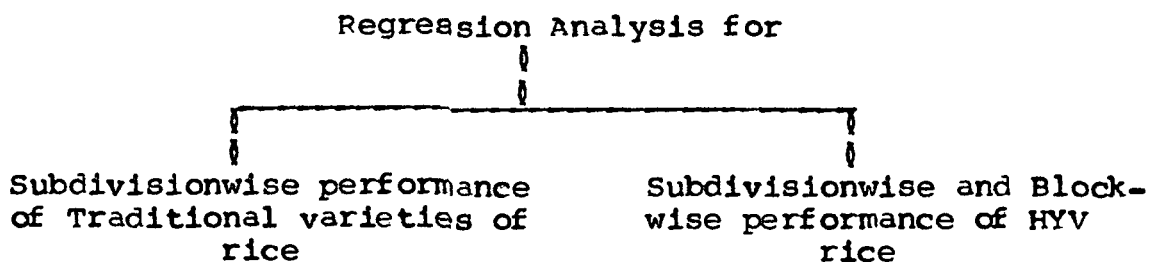 Regression Analysis for
Subdivisionwise performance
of Traditional varieties of
rice
Subdivisionwise and Block-
wise performance of HYV
rice